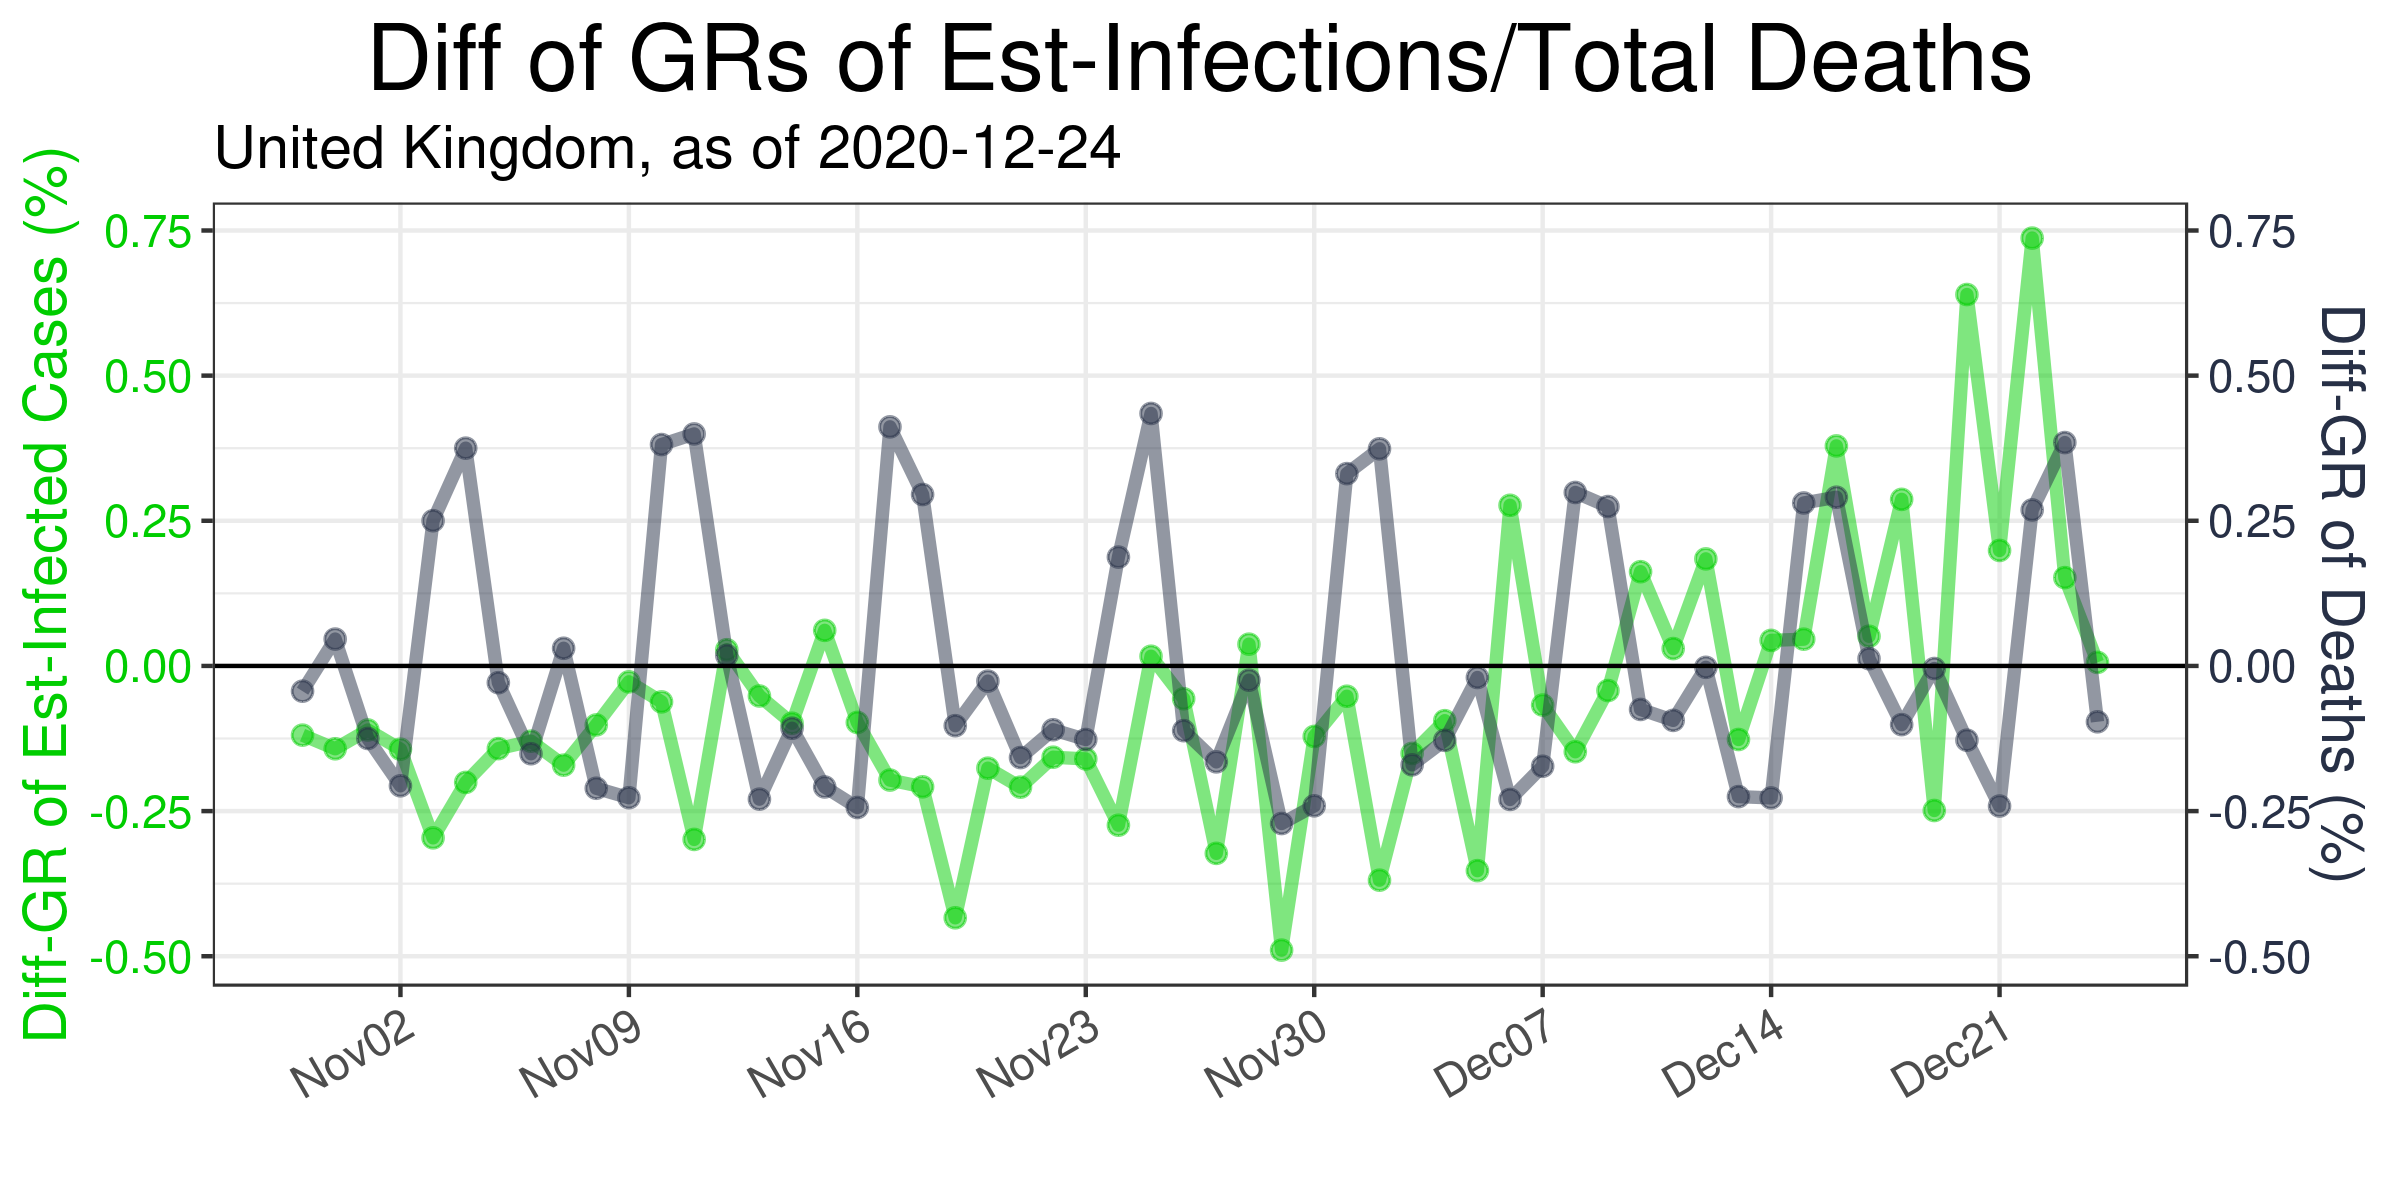 Diff of GRs of Est-Infections/Total Deaths
United Kingdom, as of 2020-12-24
Diff-GR of Est-Infected Cases (%)
0.75
0.50
0.25
0.00
-0.25
-0.50
0.75
0.50
0.25
0.00
-0.25
-0.50
Diff-GR of Deaths (%)
Nov02
Nov09
Nov16
Nov23
Nov30
Dec07
Dec14
Dec21